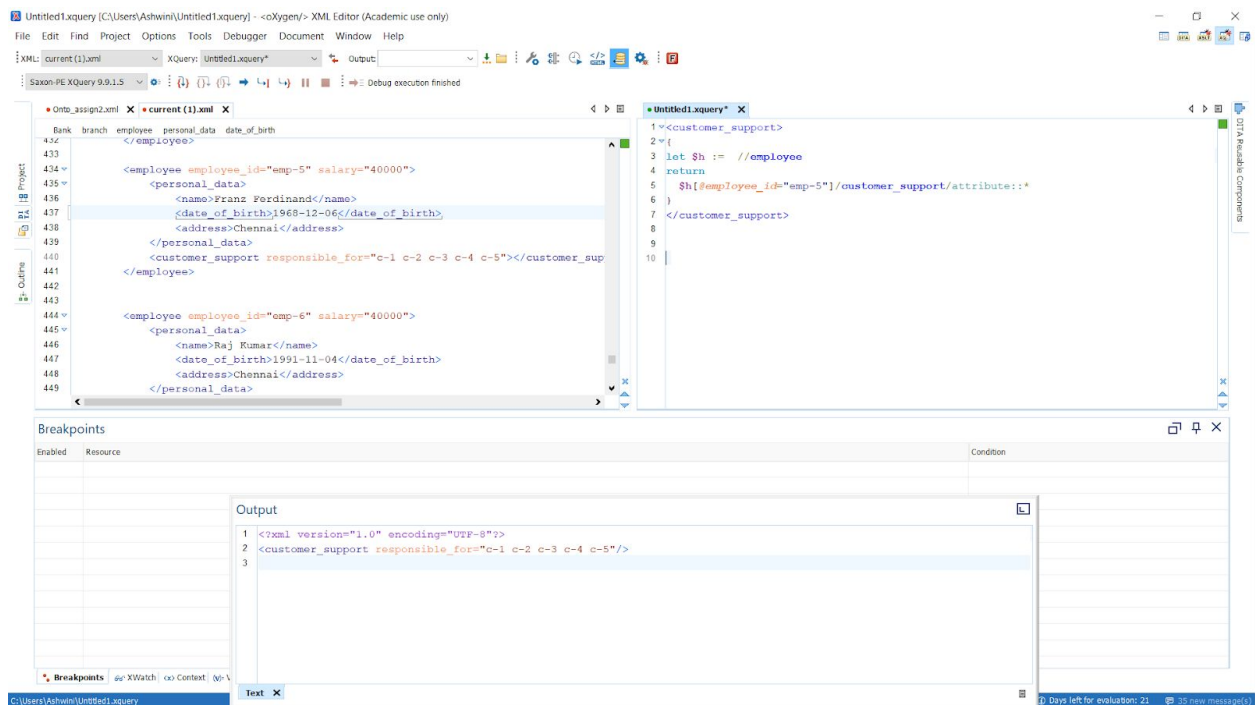 Untitled1.xquery [C:\Users\Ashwini\Untitled1.xquery] - <oXygen/> XML Editor (Academic use only)
File Edit Find Project Options Tools Debugger Document Window Help
XML: current (1).xml XQuery: Untitled1.xquery* Output:
Saxon-PE XQuery 9.9.1.5 Debug execution finished
Onto_assign2.xml current (1).xml
Bank branch employee personal_data date_of_birth
432 </employee>
433
434 <employee employee_id="emp-5" salary="40000">
435 <personal_data>
436 <name>Franz Ferdinand</name>
437 <date_of_birth>1968-12-06</date_of_birth>
438 <address>Chennai</address>
439 </personal_data>
440 <customer_support responsible_for="c-1 c-2 c-3 c-4 c-5"></customer_sup
441 </employee>
442
443
444 <employee employee_id="emp-6" salary="40000">
445 <personal_data>
446 <name>Raj Kumar</name>
447 <date_of_birth>1991-11-04</date_of_birth>
448 <address>Chennai</address>
449 </personal_data>
Project
Outline
Untitled1.xquery*
1 <customer_support>
2 {
3 let $h := //employee
4 return
5 $h[@employee_id="emp-5"]/customer_support/attribute::*
6 }
7 </customer_support>
8
9
10
DITA Reusable Components
Breakpoints
Enabled Resource Condition
Output
1 <?xml version="1.0" encoding="UTF-8"?>
2 <customer_support responsible_for="c-1 c-2 c-3 c-4 c-5"/>
3
Breakpoints XWatch Context
Text
C:\Users\Ashwini\Untitled1.xquery Days left for evaluation: 21 35 new message(s)